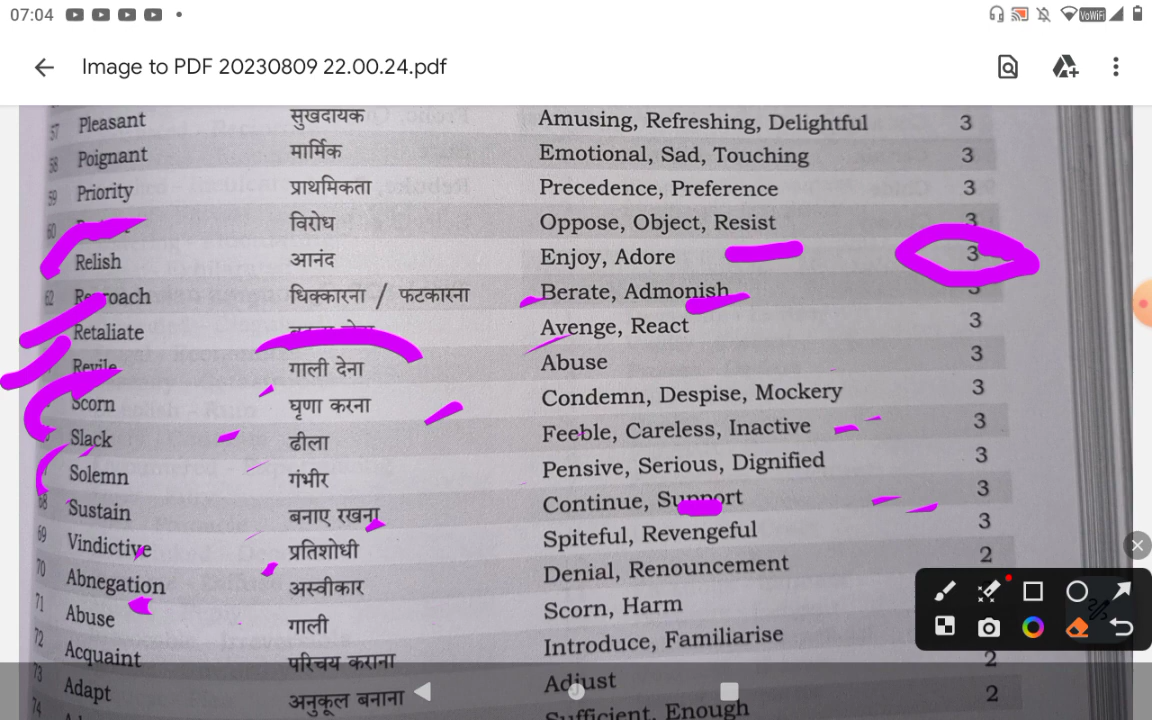 07:04 VoWiFi
Image to PDF 20230809 22.00.24.pdf
57 Pleasant सुखदायक Amusing, Refreshing, Delightful 3
58 Poignant मार्मिक Emotional, Sad, Touching 3
59 Priority प्राथमिकता Precedence, Preference 3
60 विरोध Oppose, Object, Resist 3
Relish आनंद Enjoy, Adore 3
62 Reproach धिक्कारना / फटकारना Berate, Admonish 3
Retaliate Avenge, React 3
Revile गाली देना Abuse 3
Scorn घृणा करना Condemn, Despise, Mockery 3
Slack ढीला Feeble, Careless, Inactive 3
Solemn गंभीर Pensive, Serious, Dignified 3
68 Sustain बनाए रखना Continue, Support 3
69 Vindictive प्रतिशोधी Spiteful, Revengeful 3
70 Abnegation अस्वीकार Denial, Renouncement 2
71 Abuse गाली Scorn, Harm
72 Acquaint परिचय कराना Introduce, Familiarise 2
73 Adapt अनुकूल बनाना Adjust 2
74 Sufficient, Enough